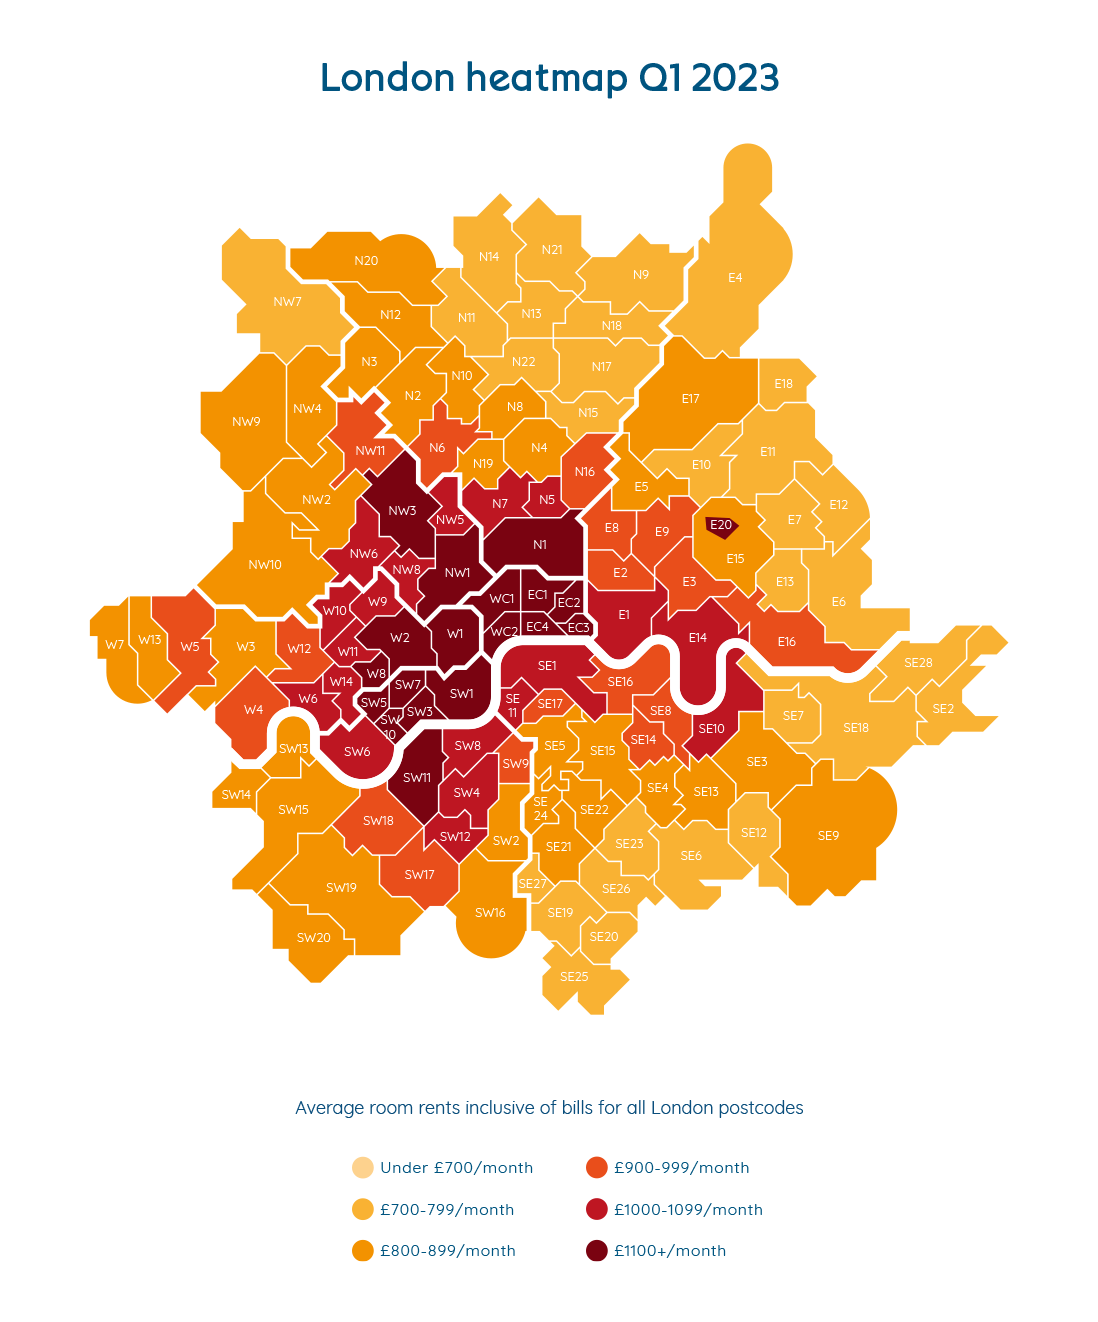 London heatmap Q1 2023
N14
N21
N20
N9
E4
NW7
N12
N11
N13
N18
N3
N22
N17
N10
N2
E18
NW9
NW4
N8
N15
E17
NW11
N6
N4
E11
N19
N16
E10
NW2
NW3
N7
N5
E5
E12
NW5
E7
N1
E8
E9
E20
NW6
E15
NW10
NW8
NW1
E2
E3
E13
W10
W9
WC1
EC1
EC2
E1
E6
W7
W13
W5
W3
W12
W11
W2
W1
WC2
EC4
EC3
E14
E16
W14
W8
SE1
SE28
W4
W6
SW5
SW7
SW1
SE16
SW3
SW
10
SE
11
SE17
SE8
SE7
SE2
SW13
SW6
SW8
SE5
SE15
SE14
SE10
SE18
SW14
SW11
SW9
SE3
SW15
SW4
SE
24
SE22
SE4
SE13
SW18
SW12
SW2
SE21
SE23
SE12
SE9
SW19
SW17
SE27
SE26
SE6
SW16
SE19
SW20
SE20
SE25
Average room rents inclusive of bills for all London postcodes
Under £700/month
£900-999/month
£700-799/month
£1000-1099/month
£800-899/month
£1100+/month